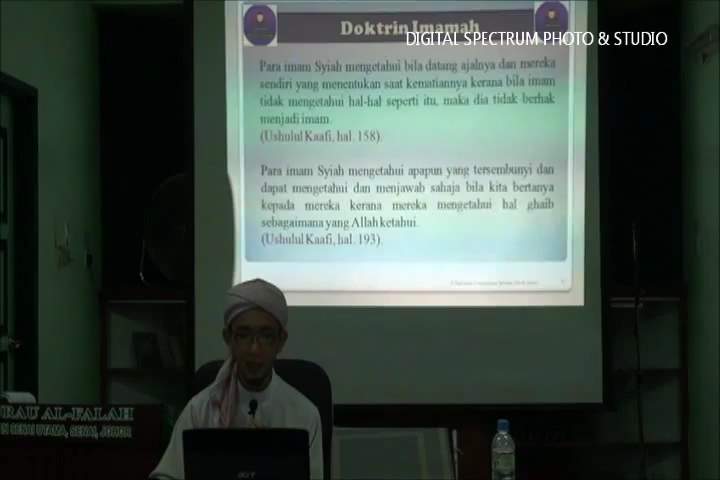 Doktrin Imamah
DIGITAL SPECTRUM PHOTO & STUDIO
Para imam Syiah mengetahui bila datang ajalnya dan mereka
sendiri yang menentukan saat kematiannya kerana bila imam
tidak mengetahui hal-hal seperti itu, maka dia tidak berhak
menjadi imam.
(Ushulul Kaafi, hal. 158).
Para imam Syiah mengetahui apapun yang tersembunyi dan
dapat mengetahui dan menjawab sahaja bila kita bertanya
kepada mereka kerana mereka mengetahui hal ghaib
sebagaimana yang Allah ketahui.
(Ushulul Kaafi, hal. 193).
RAU AL-FALAH
N SENAI UTAMA, SENAI, JOHOR
acer